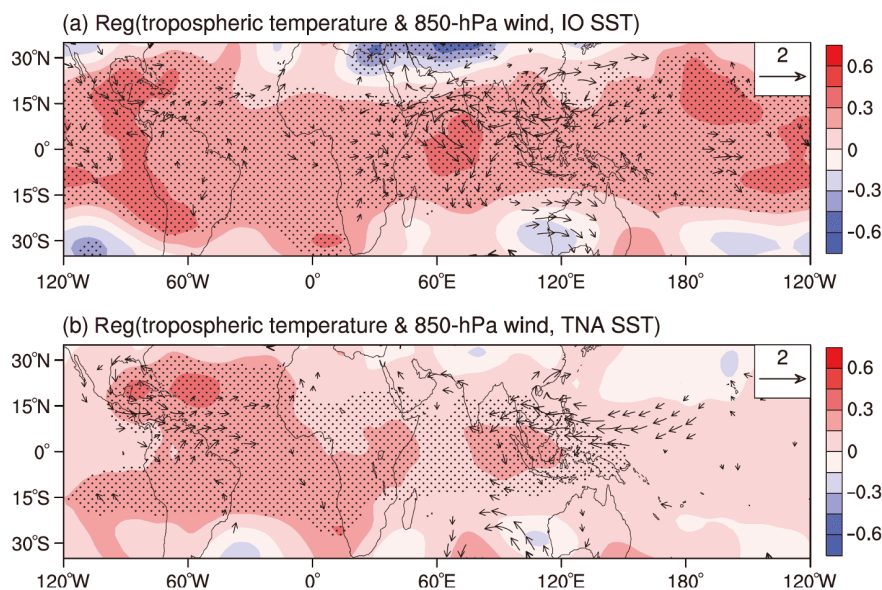 (a) Reg(tropospheric temperature & 850-hPa wind, IO SST)
30°N
15°N
0°
15°S
30°S
2
0.6
0.3
0
−0.3
−0.6
120°W 60°W 0° 60°E 120°E 180° 120°W
(b) Reg(tropospheric temperature & 850-hPa wind, TNA SST)
30°N
15°N
0°
15°S
30°S
2
0.6
0.3
0
−0.3
−0.6
120°W 60°W 0° 60°E 120°E 180° 120°W